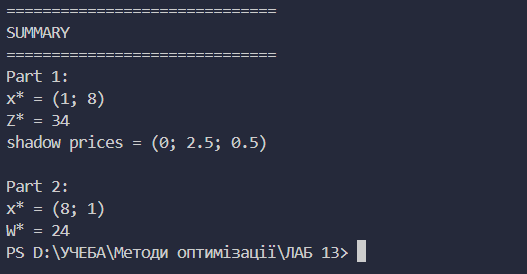 ==============================
SUMMARY
==============================
Part 1:
x* = (1; 8)
Z* = 34
shadow prices = (0; 2.5; 0.5)
Part 2:
x* = (8; 1)
W* = 24
PS D:\УЧЕБА\Методи оптимізації\ЛАБ 13>